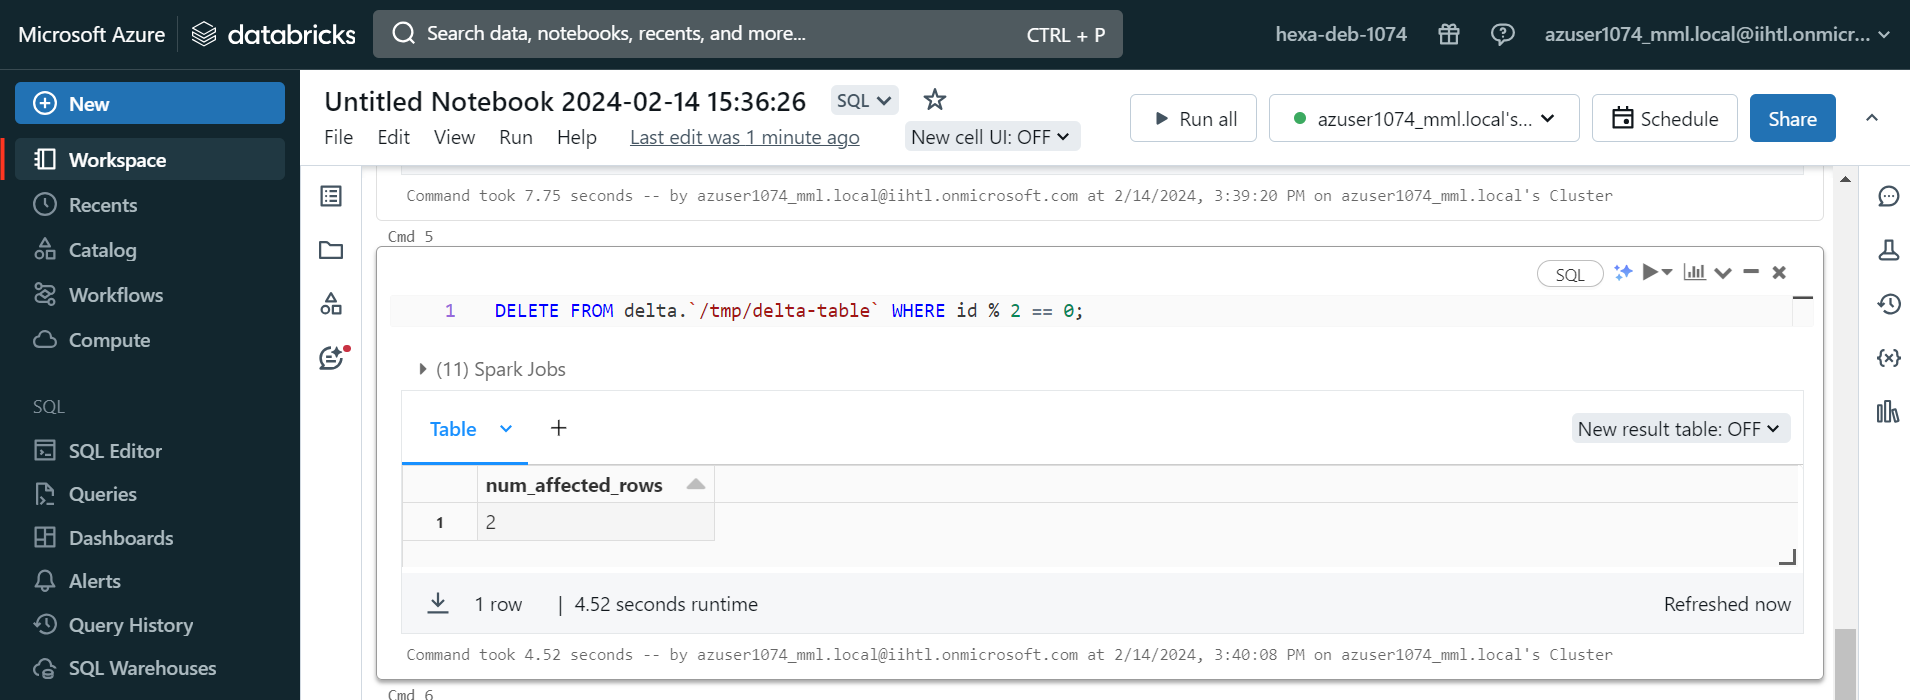 Microsoft Azure databricks Search data, notebooks, recents, and more... CTRL + P hexa-deb-1074 azuser1074_mml.local@iihtl.onmicr...
New
Workspace
Recents
Catalog
Workflows
Compute
SQL
SQL Editor
Queries
Dashboards
Alerts
Query History
SQL Warehouses
Untitled Notebook 2024-02-14 15:36:26 SQL
File Edit View Run Help Last edit was 1 minute ago New cell UI: OFF
Run all azuser1074_mml.local's... Schedule Share
Command took 7.75 seconds -- by azuser1074_mml.local@iihtl.onmicrosoft.com at 2/14/2024, 3:39:20 PM on azuser1074_mml.local's Cluster
Cmd 5
SQL
1 DELETE FROM delta.`/tmp/delta-table` WHERE id % 2 == 0;
(11) Spark Jobs
Table + New result table: OFF
num_affected_rows
1 2
1 row | 4.52 seconds runtime Refreshed now
Command took 4.52 seconds -- by azuser1074_mml.local@iihtl.onmicrosoft.com at 2/14/2024, 3:40:08 PM on azuser1074_mml.local's Cluster
Cmd 6